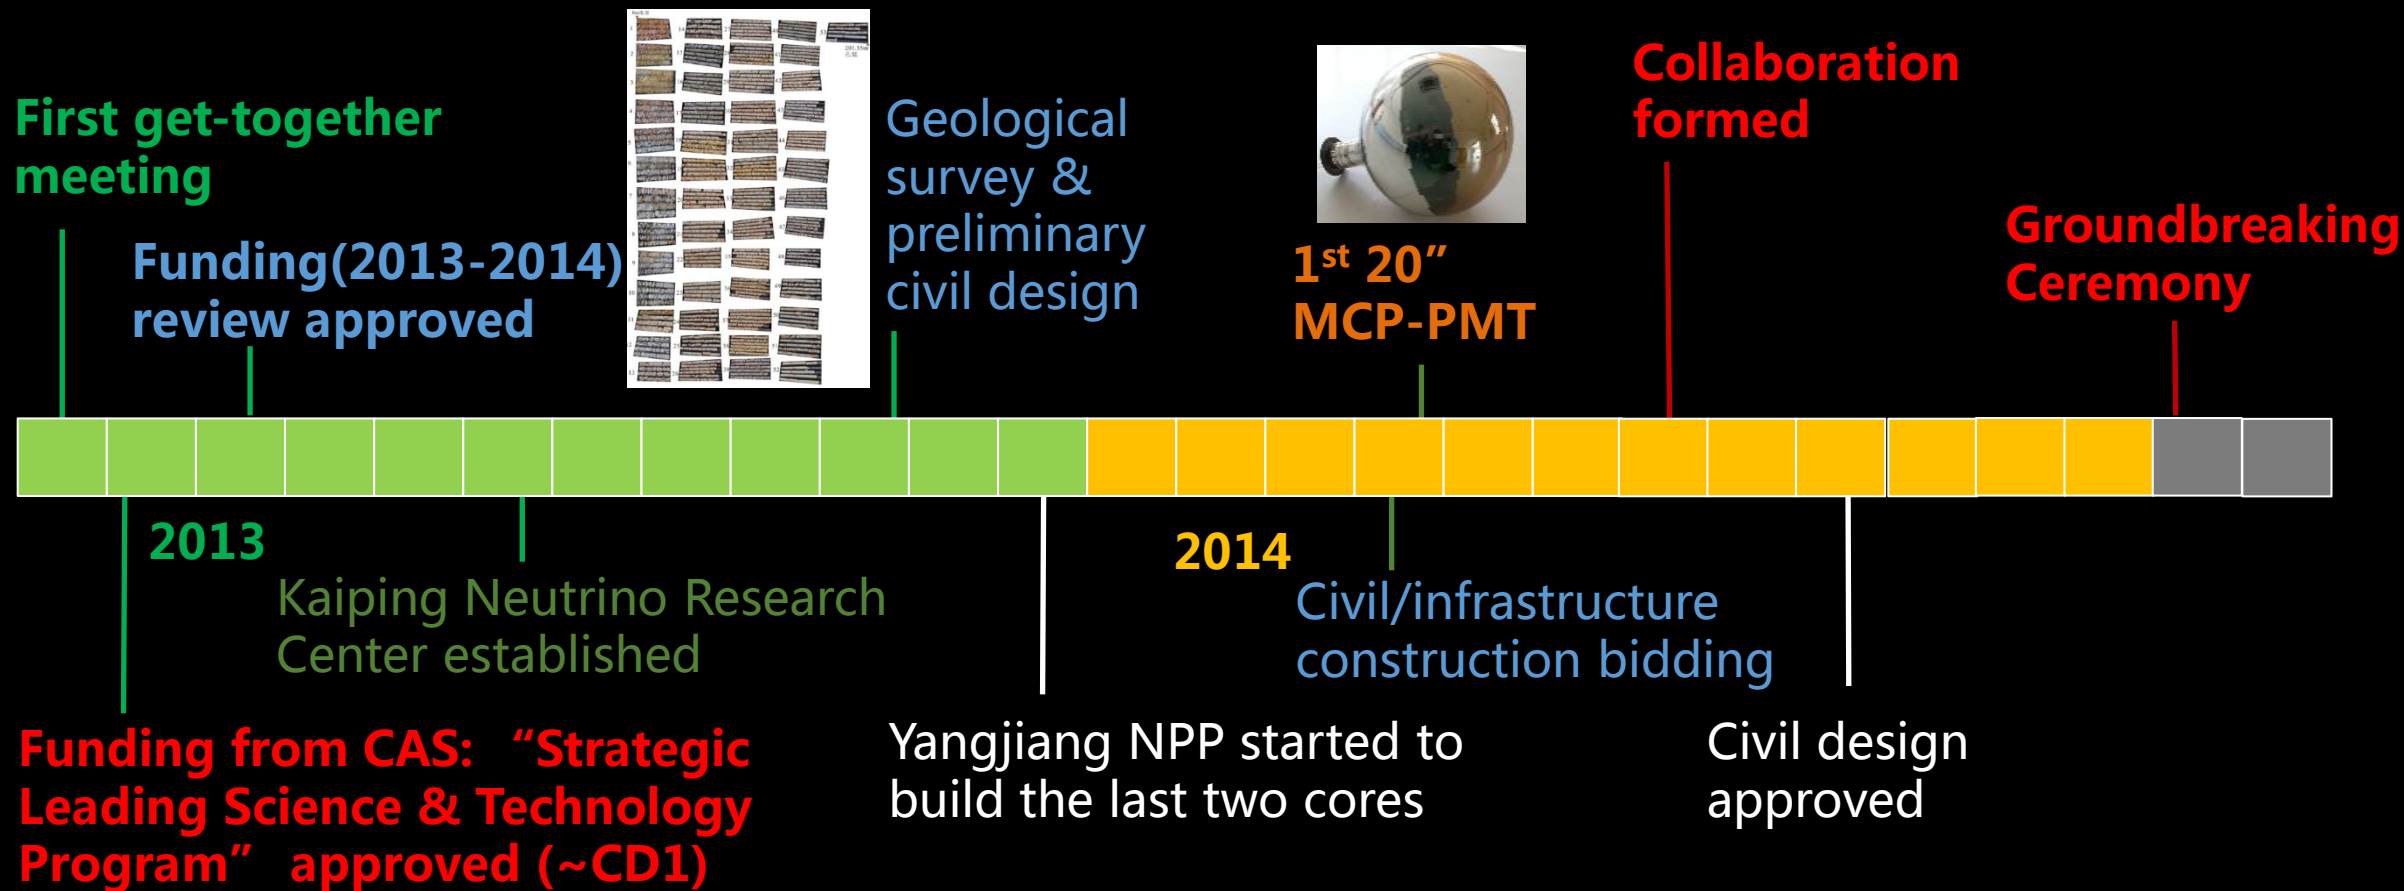 First get-together
meeting
Funding(2013-2014)
review approved
Geological
survey &
preliminary
civil design
1st 20”
MCP-PMT
Collaboration
formed
Groundbreaking
Ceremony
2013
2014
Kaiping Neutrino Research
Center established
Civil/infrastructure
construction bidding
Funding from CAS: “Strategic
Leading Science & Technology
Program” approved (~CD1)
Yangjiang NPP started to
build the last two cores
Civil design
approved